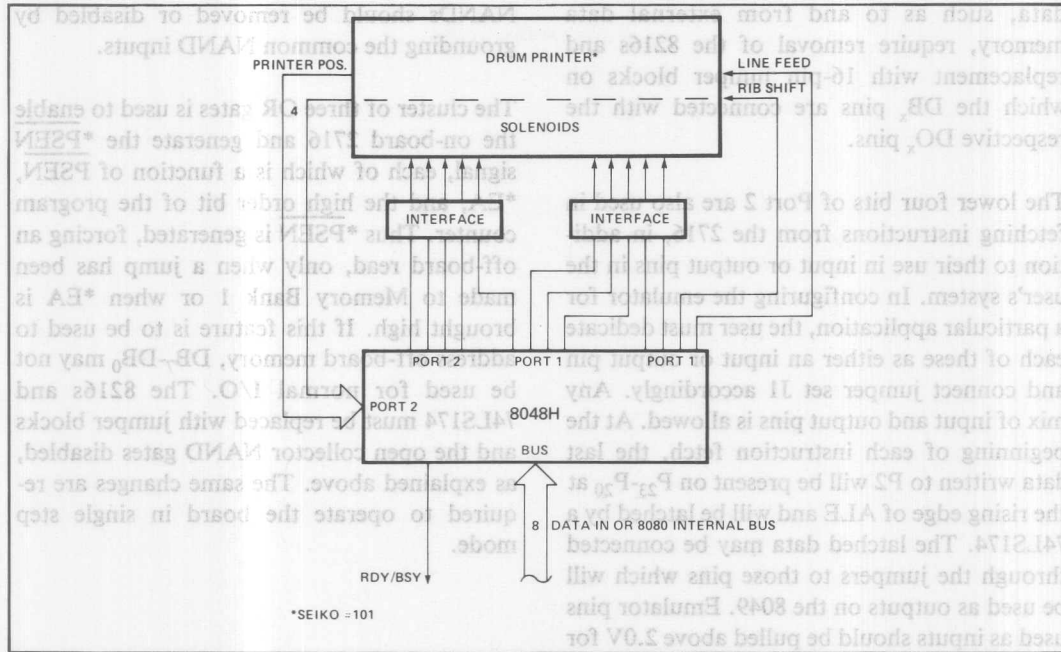 DRUM PRINTER*
PRINTER POS.
LINE FEED
RIB SHIFT
4
SOLENOIDS
INTERFACE
INTERFACE
PORT 2
PORT 1
PORT 1
PORT 2
8048H
BUS
8 DATA IN OR 8080 INTERNAL BUS
RDY/BSY
*SEIKO =101